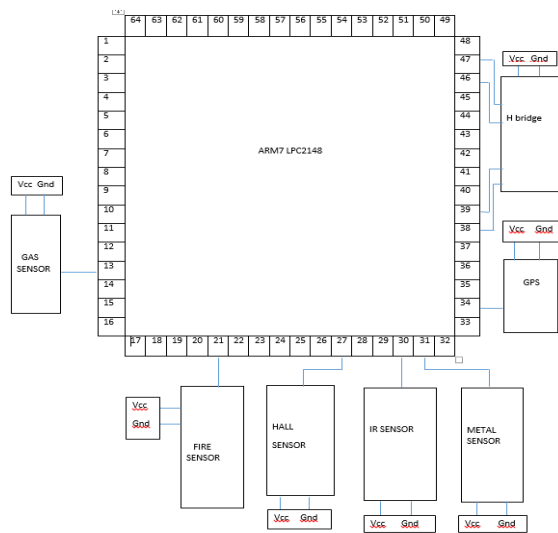 64 63 62 61 60 59 58 57 56 55 54 53 52 51 50 49
1
2
3
4
5
6
7
8
9
10
11
12
13
14
15
16
48
47
46
45
44
43
42
41
40
39
38
37
36
35
34
33
17 18 19 20 21 22 23 24 25 26 27 28 29 30 31 32
ARM7 LPC2148
Vcc Gnd
H bridge
Vcc Gnd
GAS
SENSOR
Vcc Gnd
GPS
Vcc
Gnd
FIRE
SENSOR
HALL
SENSOR
Vcc Gnd
IR SENSOR
Vcc Gnd
METAL
SENSOR
Vcc Gnd